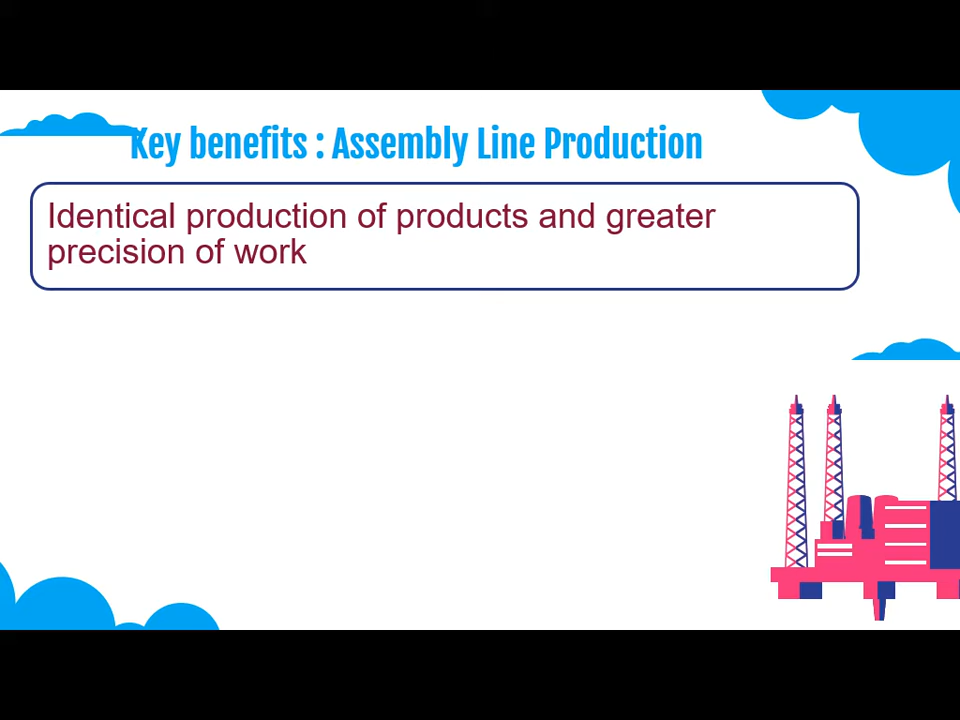 Key benefits : Assembly Line Production
Identical production of products and greater
precision of work